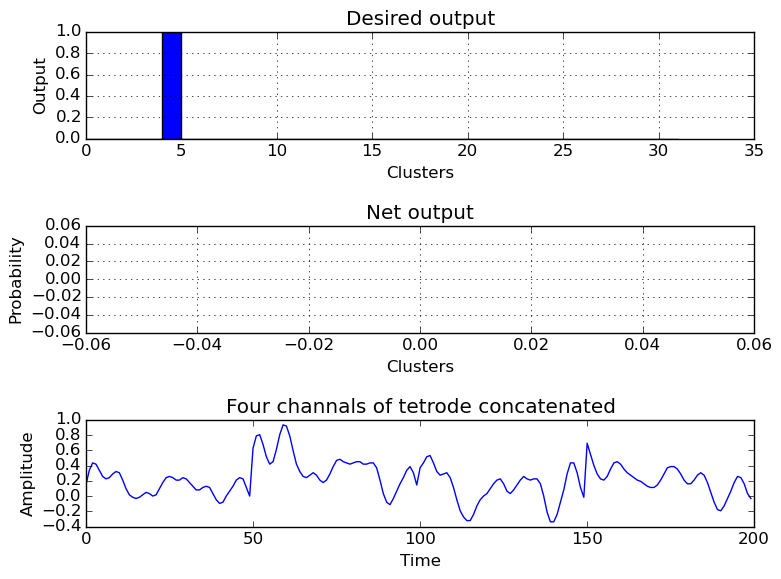 Desired output
1.0
0.8
0.6
0.4
0.2
0.0
Output
0 5 10 15 20 25 30 35
Clusters
Net output
0.06
0.04
0.02
0.00
−0.02
−0.04
−0.06
Probability
−0.06 −0.04 −0.02 0.00 0.02 0.04 0.06
Clusters
Four channals of tetrode concatenated
1.0
0.8
0.6
0.4
0.2
0.0
−0.2
−0.4
Amplitude
0 50 100 150 200
Time